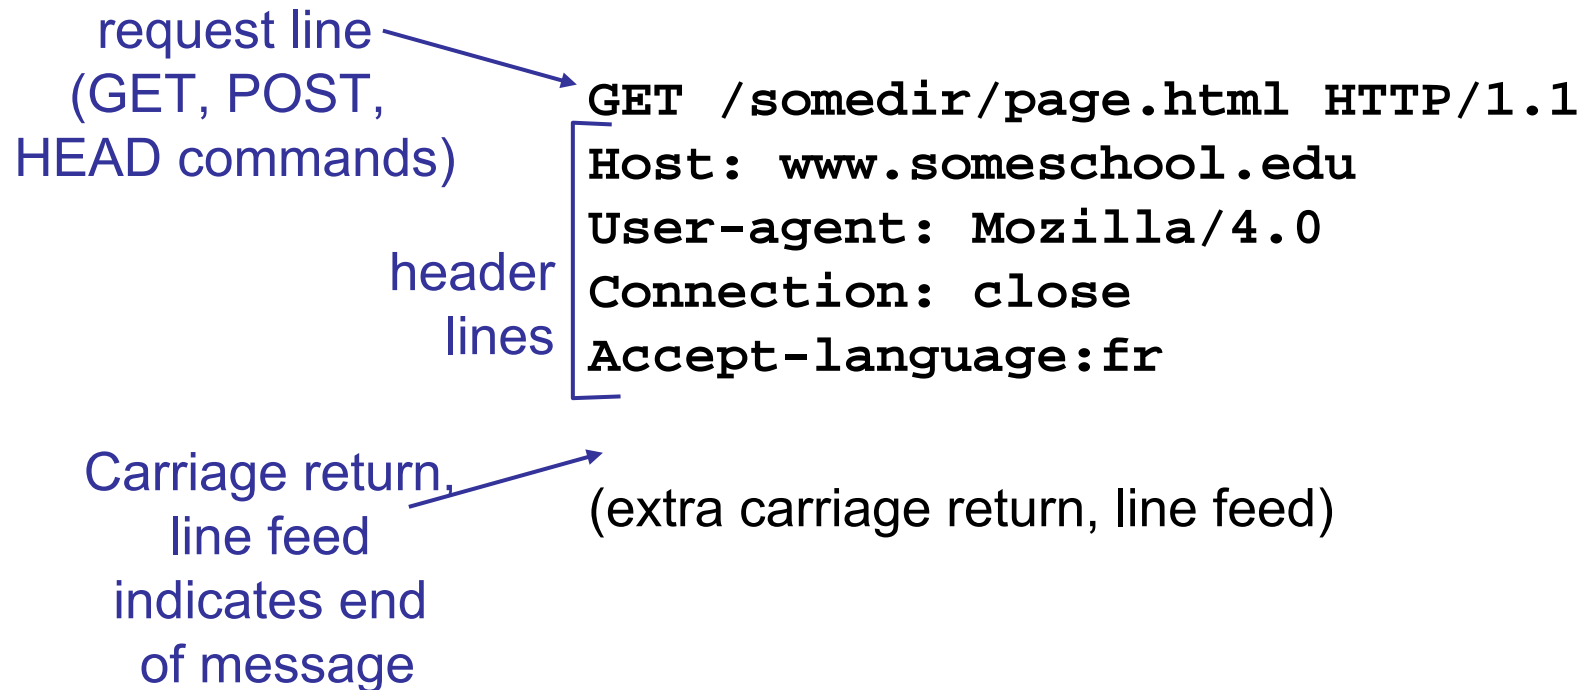 request line
(GET, POST,
HEAD commands)
GET /somedir/page.html HTTP/1.1
Host: www.someschool.edu
User-agent: Mozilla/4.0
Connection: close
Accept-language:fr
header
lines
Carriage return,
line feed
indicates end
of message
(extra carriage return, line feed)